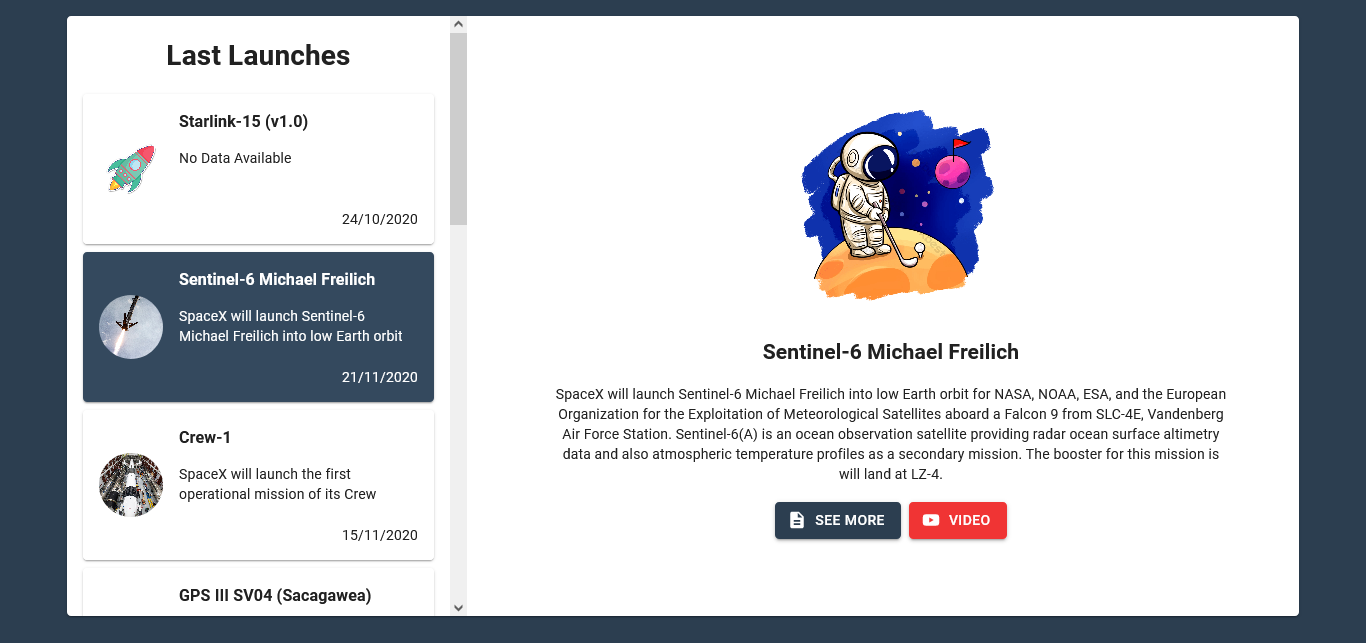 Last Launches
Starlink-15 (v1.0)
No Data Available
24/10/2020
Sentinel-6 Michael Freilich
SpaceX will launch Sentinel-6
Michael Freilich into low Earth orbit
21/11/2020
Crew-1
SpaceX will launch the first
operational mission of its Crew
15/11/2020
GPS III SV04 (Sacagawea)
Sentinel-6 Michael Freilich
SpaceX will launch Sentinel-6 Michael Freilich into low Earth orbit for NASA, NOAA, ESA, and the European
Organization for the Exploitation of Meteorological Satellites aboard a Falcon 9 from SLC-4E, Vandenberg
Air Force Station. Sentinel-6(A) is an ocean observation satellite providing radar ocean surface altimetry
data and also atmospheric temperature profiles as a secondary mission. The booster for this mission is
will land at LZ-4.
SEE MORE
VIDEO